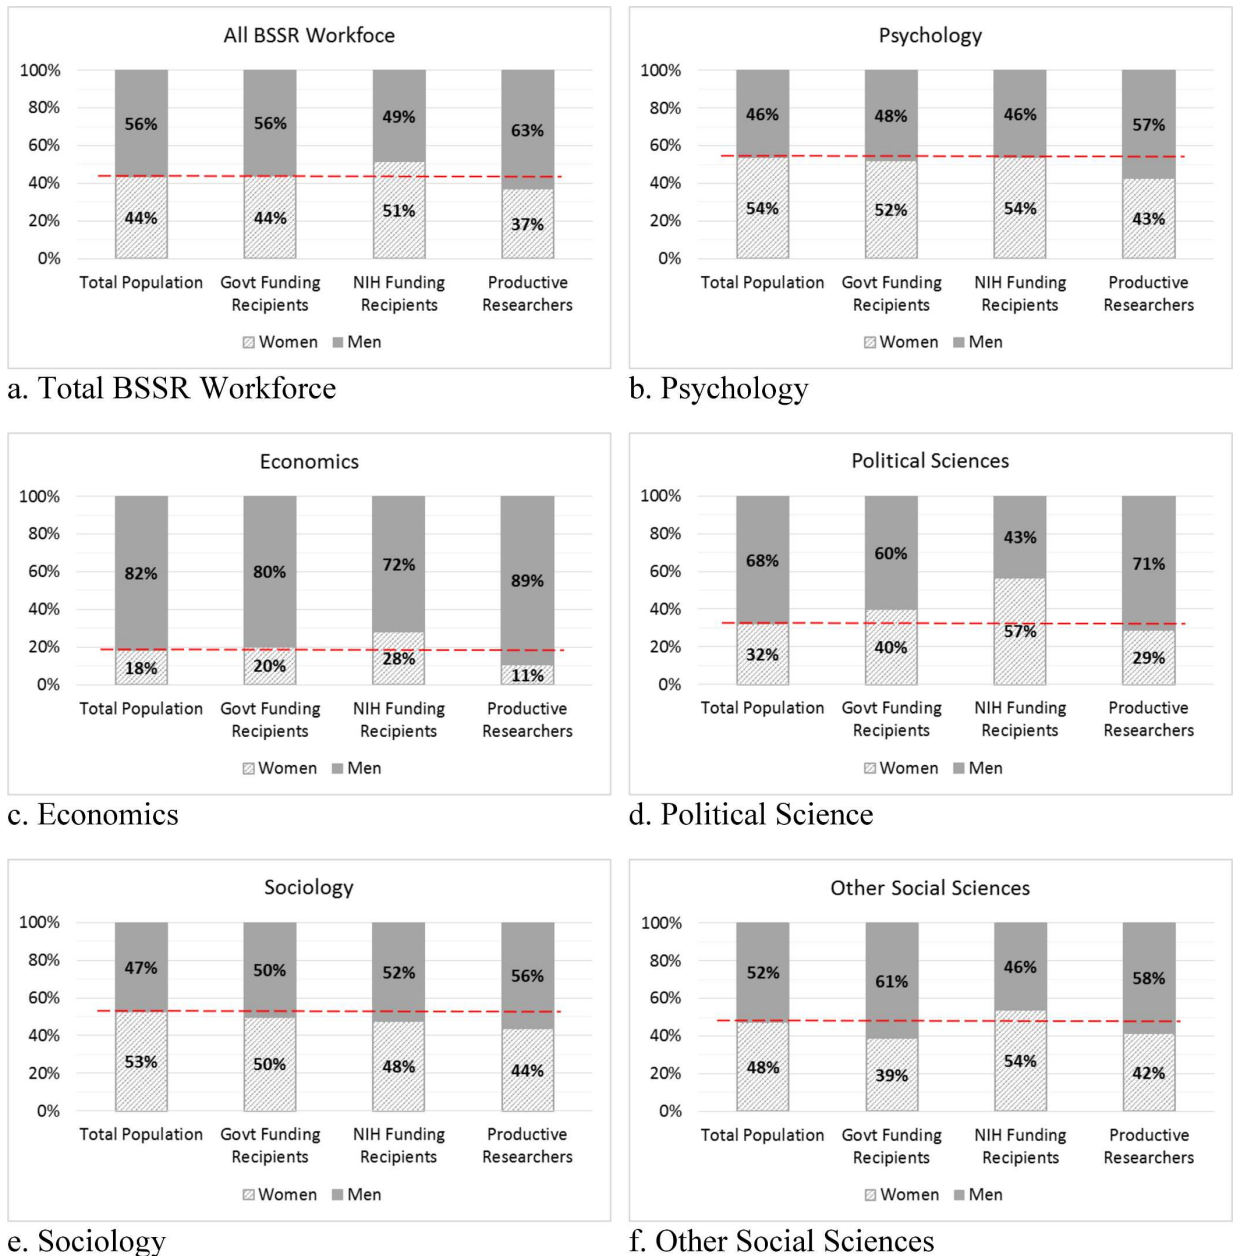 All BSSR Workfoce
100%
80%
60%
40%
20%
0%
56%
56%
49%
63%
44%
44%
51%
37%
Total Population
Govt Funding
Recipients
NIH Funding
Recipients
Productive
Researchers
Women
Men
a. Total BSSR Workforce
Psychology
100%
80%
60%
40%
20%
0%
46%
48%
46%
57%
54%
52%
54%
43%
Total Population
Govt Funding
Recipients
NIH Funding
Recipients
Productive
Researchers
Women
Men
b. Psychology
Economics
100%
80%
60%
40%
20%
0%
82%
80%
72%
89%
18%
20%
28%
11%
Total Population
Govt Funding
Recipients
NIH Funding
Recipients
Productive
Researchers
Women
Men
c. Economics
Political Sciences
100%
80%
60%
40%
20%
0%
68%
60%
43%
71%
32%
40%
57%
29%
Total Population
Govt Funding
Recipients
NIH Funding
Recipients
Productive
Researchers
Women
Men
d. Political Science
Sociology
100%
80%
60%
40%
20%
0%
47%
50%
52%
56%
53%
50%
48%
44%
Total Population
Govt Funding
Recipients
NIH Funding
Recipients
Productive
Researchers
Women
Men
e. Sociology
Other Social Sciences
100%
80%
60%
40%
20%
0%
52%
61%
46%
58%
48%
39%
54%
42%
Total Population
Govt Funding
Recipients
NIH Funding
Recipients
Productive
Researchers
Women
Men
f. Other Social Sciences